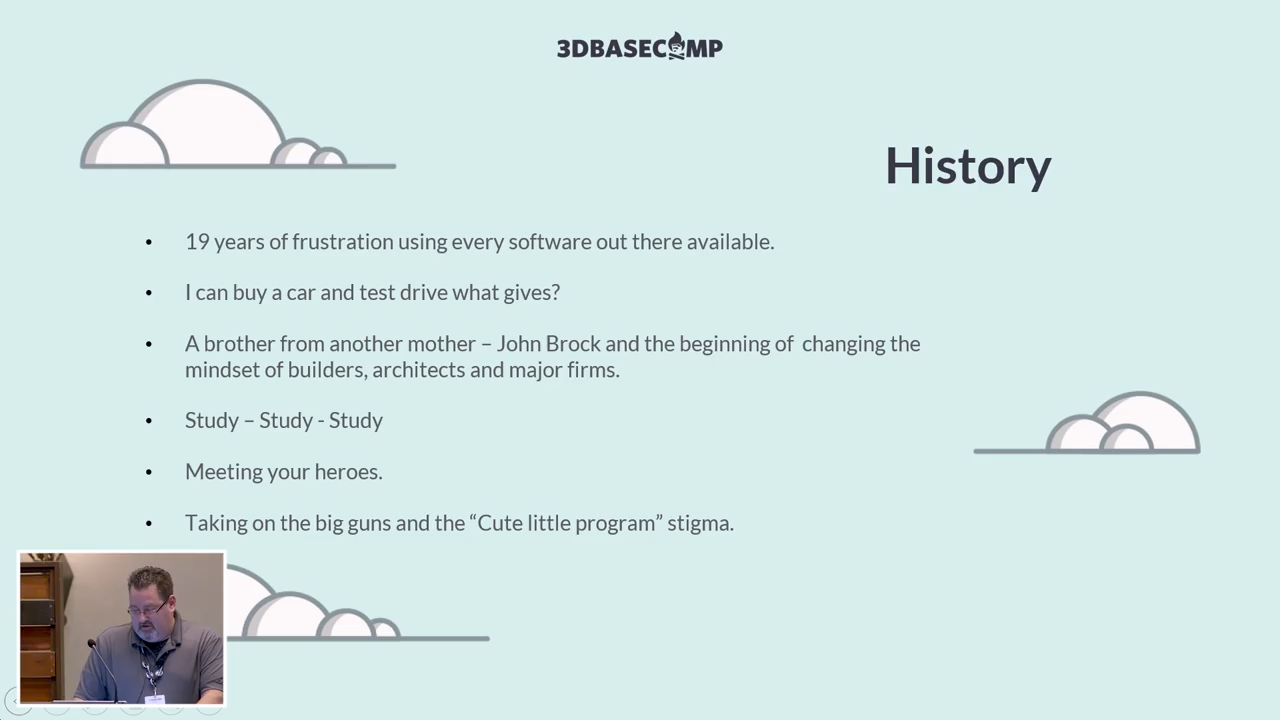 3DBASECAMP
History
• 19 years of frustration using every software out there available.
• I can buy a car and test drive what gives?
• A brother from another mother – John Brock and the beginning of  changing the
mindset of builders, architects and major firms.
• Study – Study - Study
• Meeting your heroes.
• Taking on the big guns and the “Cute little program” stigma.